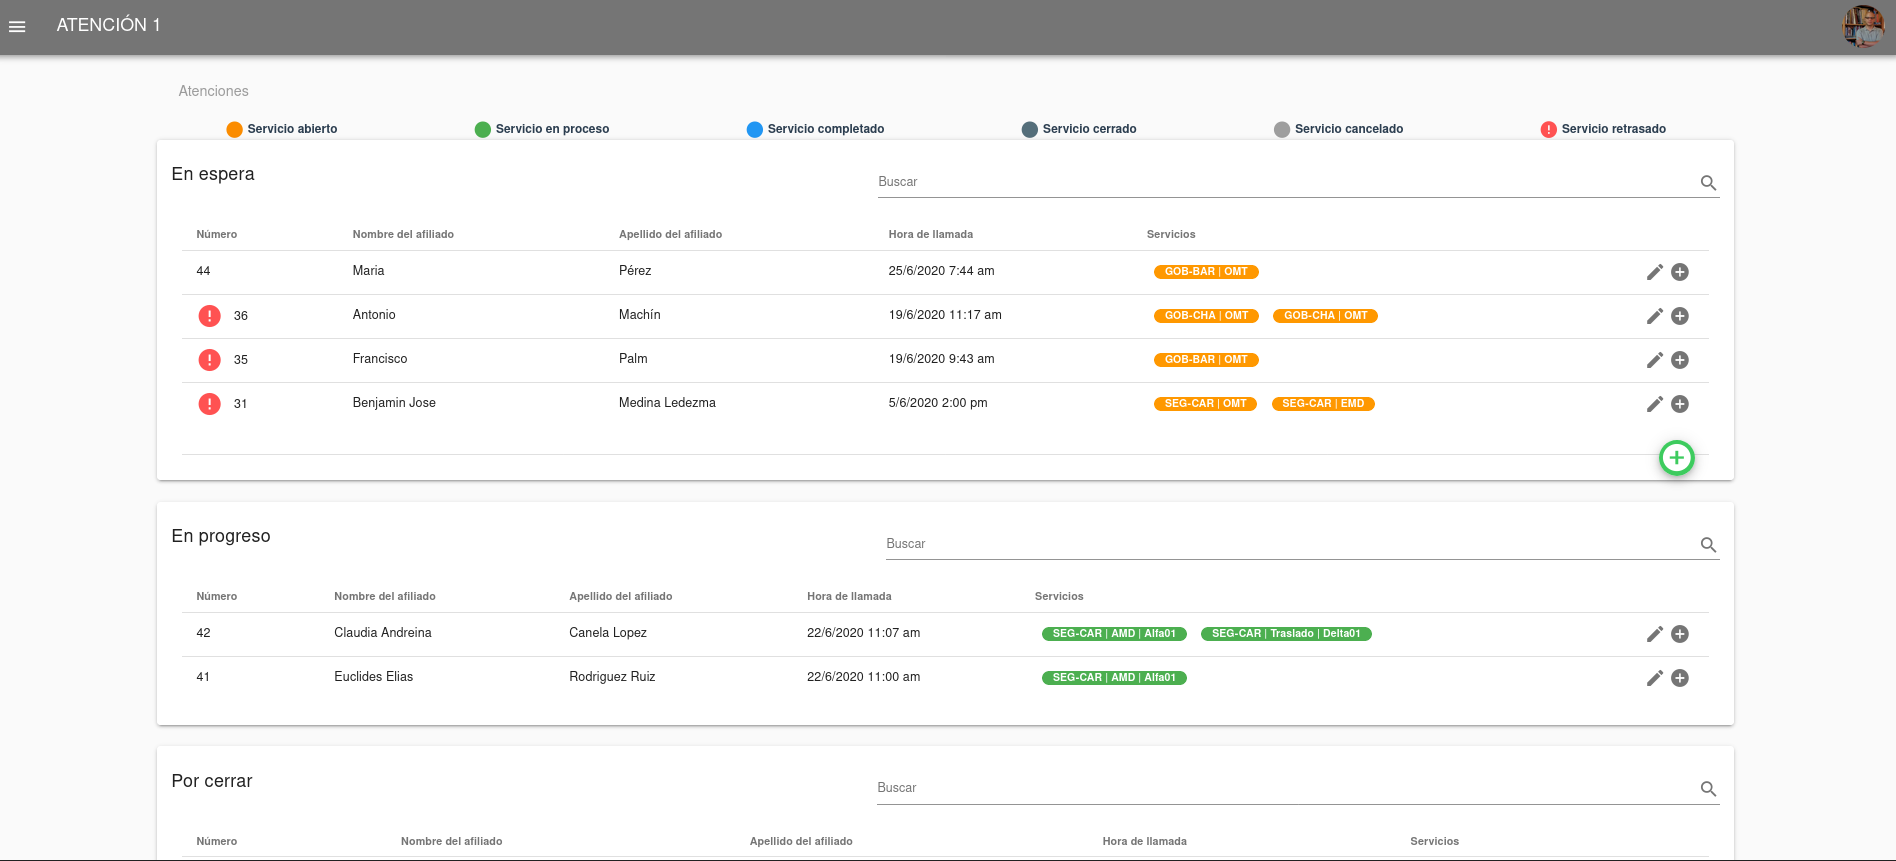 ATENCIÓN 1
Atenciones
Servicio abierto Servicio en proceso Servicio completado Servicio cerrado Servicio cancelado Servicio retrasado
En espera
Buscar
Número Nombre del afiliado Apellido del afiliado Hora de llamada Servicios
44 Maria Pérez 25/6/2020 7:44 am GOB-BAR | OMT
36 Antonio Machín 19/6/2020 11:17 am GOB-CHA | OMT GOB-CHA | OMT
35 Francisco Palm 19/6/2020 9:43 am GOB-BAR | OMT
31 Benjamin Jose Medina Ledezma 5/6/2020 2:00 pm SEG-CAR | OMT SEG-CAR | EMD
En progreso
Buscar
Número Nombre del afiliado Apellido del afiliado Hora de llamada Servicios
42 Claudia Andreina Canela Lopez 22/6/2020 11:07 am SEG-CAR | AMD | Alfa01 SEG-CAR | Traslado | Delta01
41 Euclides Elias Rodriguez Ruiz 22/6/2020 11:00 am SEG-CAR | AMD | Alfa01
Por cerrar
Buscar
Número Nombre del afiliado Apellido del afiliado Hora de llamada Servicios